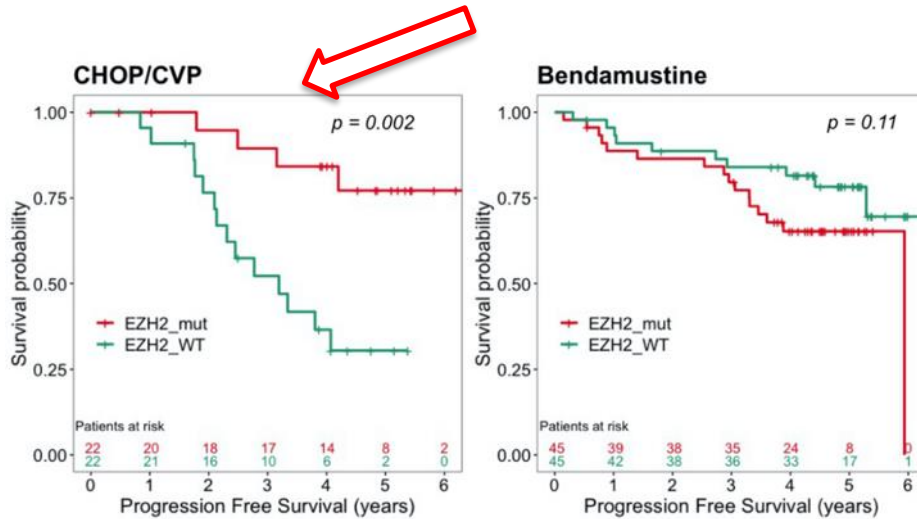 CHOP/CVP
p = 0.002
1.00
0.75
0.50
0.25
0.00
Survival probability
EZH2_mut
EZH2_WT
Patients at risk
22 20 18 17 14 8 2
22 21 16 10 6 2 0
0 1 2 3 4 5 6
Progression Free Survival (years)
Bendamustine
p = 0.11
1.00
0.75
0.50
0.25
0.00
Survival probability
EZH2_mut
EZH2_WT
Patients at risk
45 39 38 35 24 8 0
45 42 38 36 33 17 1
0 1 2 3 4 5 6
Progression Free Survival (years)